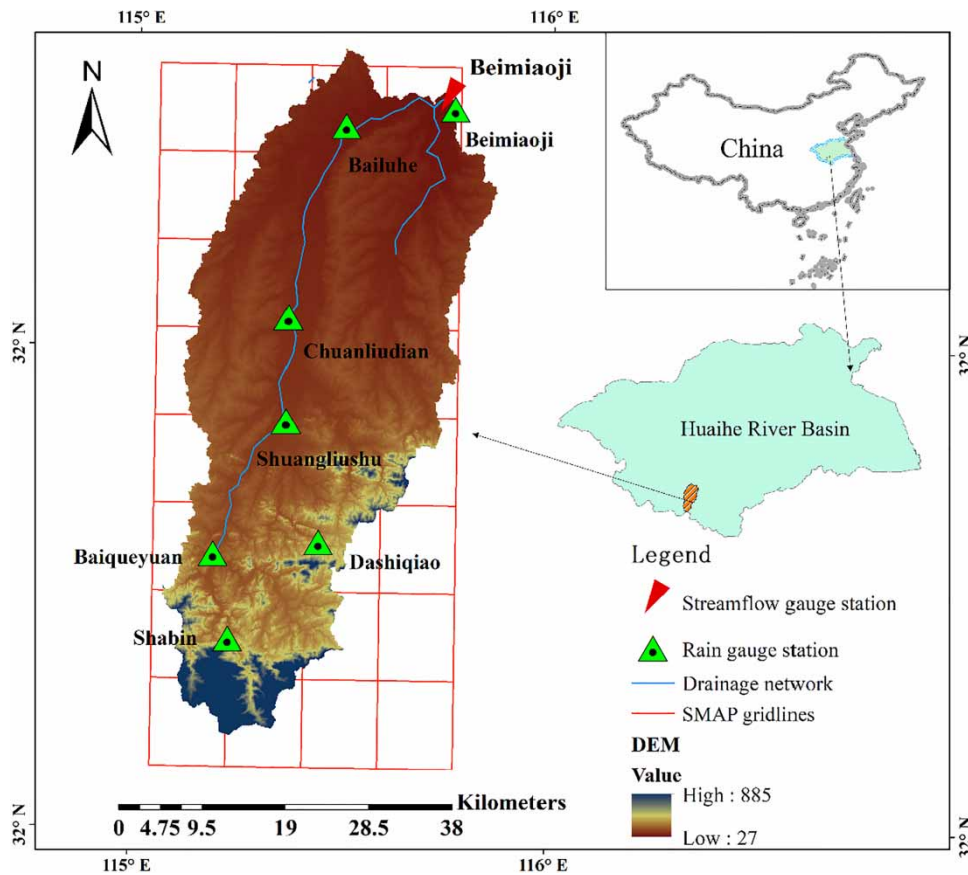 115° E
116° E
N
Beimiaoji
Beimiaoji
Bailuhe
China
32° N
32° N
Chuanliudian
Huaihe River Basin
Shuangliushu
Baiqueyuan
Dashiqiao
Shabin
Legend
Streamflow gauge station
Rain gauge station
Drainage network
SMAP gridlines
DEM
Value
High : 885
Low : 27
Kilometers
0 4.75 9.5 19 28.5 38
32° N
32° N
115° E
116° E